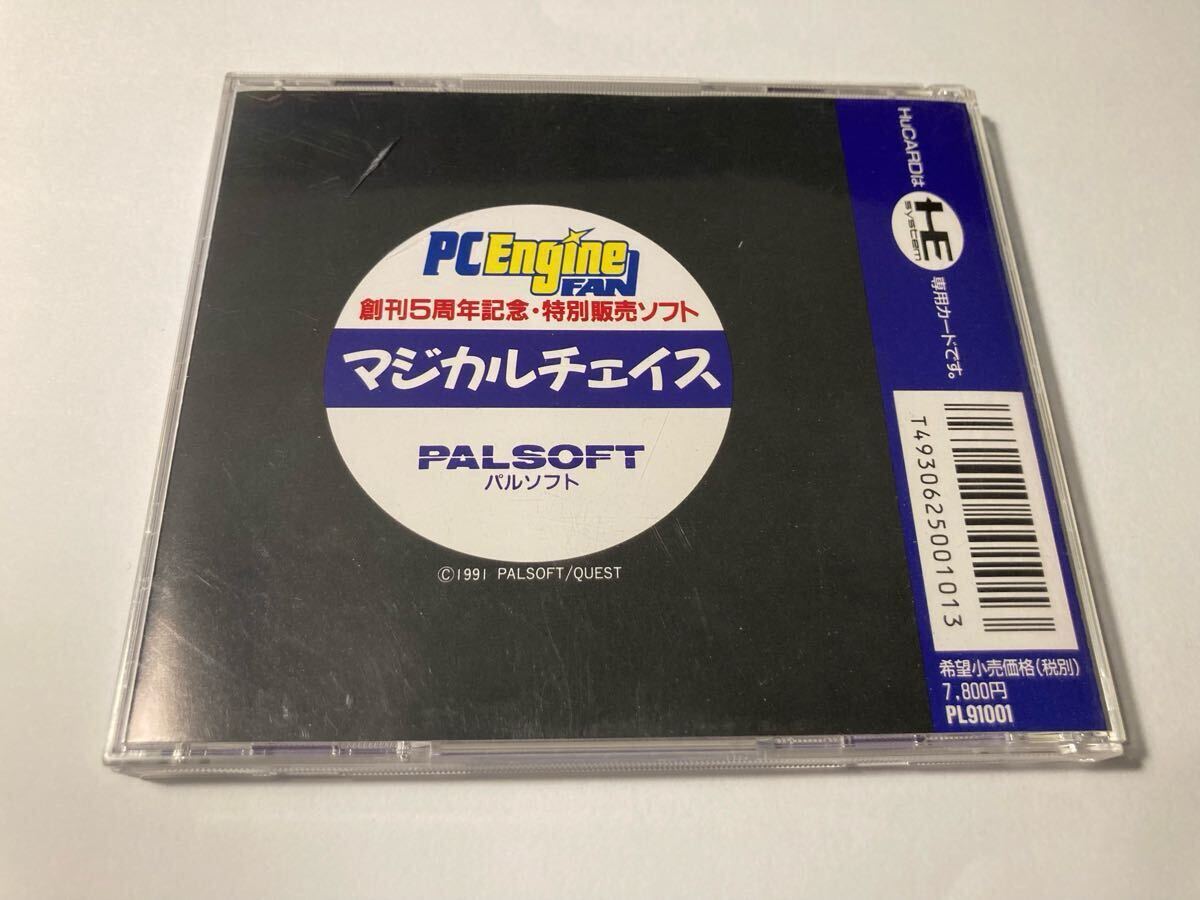 PCEngine
FAN
創刊5周年記念・特別販売ソフト
マジカルチェイス
PALSOFT
パルソフト
©1991 PALSOFT/QUEST
HuCARDは
HE
system
専用カードです。
T4930625001013
希望小売価格(税別)
7,800円
PL91001